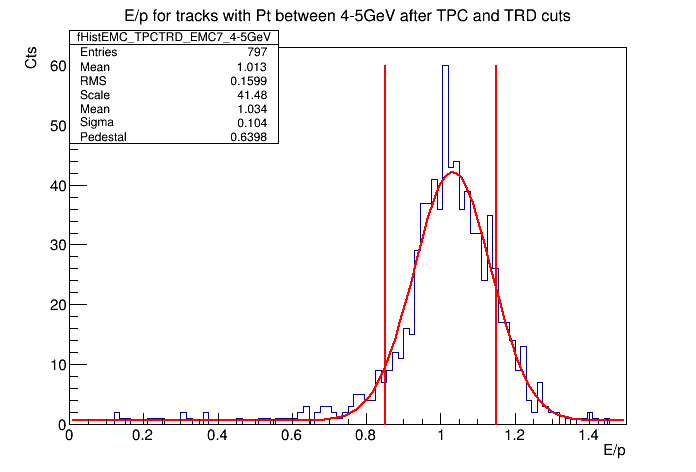 E/p for tracks with Pt between 4-5GeV after TPC and TRD cuts
fHistEMC_TPCTRD_EMC7_4-5GeV
Entries 797
Mean 1.013
RMS 0.1599
Scale 41.48
Mean 1.034
Sigma 0.104
Pedestal 0.6398
Cts
60
50
40
30
20
10
0
0 0.2 0.4 0.6 0.8 1 1.2 1.4
E/p